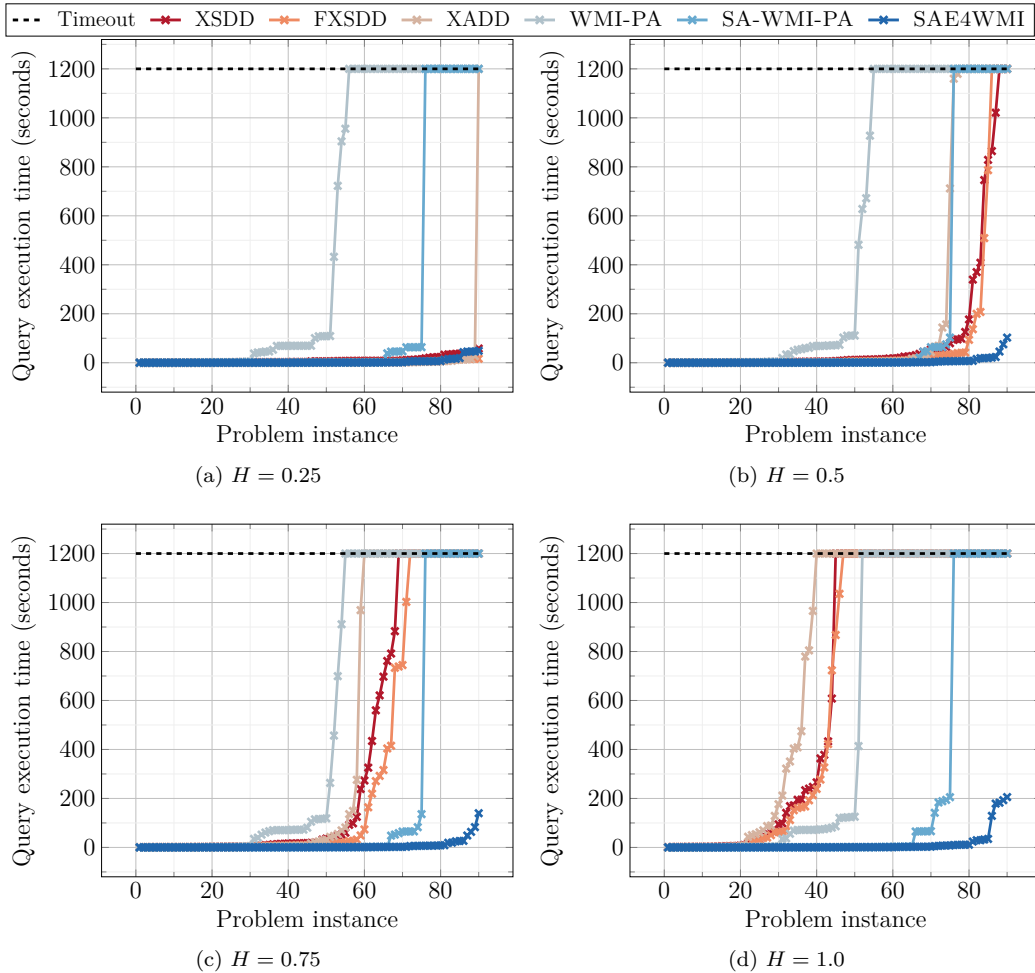 Timeout XSDD FXSDD XADD WMI-PA SA-WMI-PA SAE4WMI
Query execution time (seconds)
1200
1000
800
600
400
200
0
0 20 40 60 80
Problem instance
(a) H = 0.25
Query execution time (seconds)
1200
1000
800
600
400
200
0
0 20 40 60 80
Problem instance
(b) H = 0.5
Query execution time (seconds)
1200
1000
800
600
400
200
0
0 20 40 60 80
Problem instance
(c) H = 0.75
Query execution time (seconds)
1200
1000
800
600
400
200
0
0 20 40 60 80
Problem instance
(d) H = 1.0